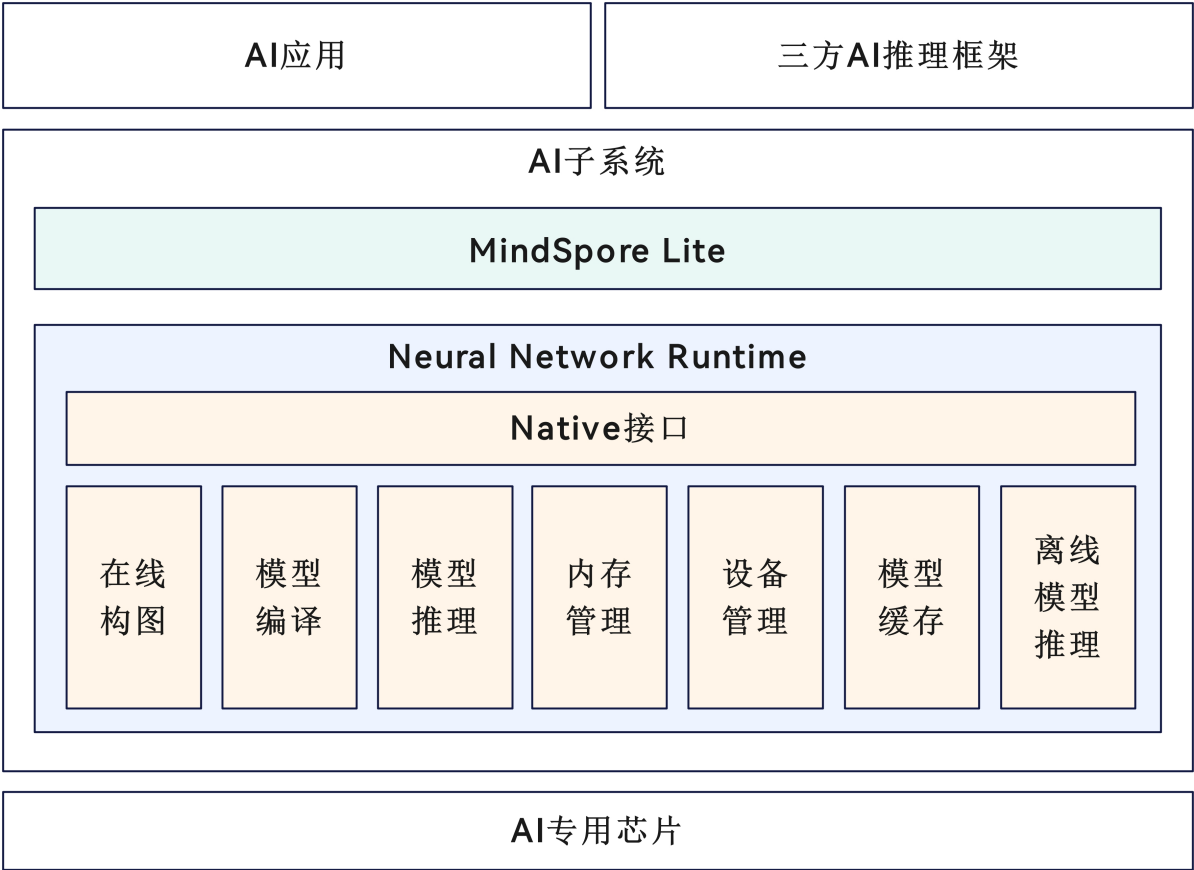 AI应用
三方AI推理框架
AI子系统
MindSpore Lite
Neural Network Runtime
Native接口
在线
构图
模型
编译
模型
推理
内存
管理
设备
管理
模型
缓存
离线
模型
推理
AI专用芯片